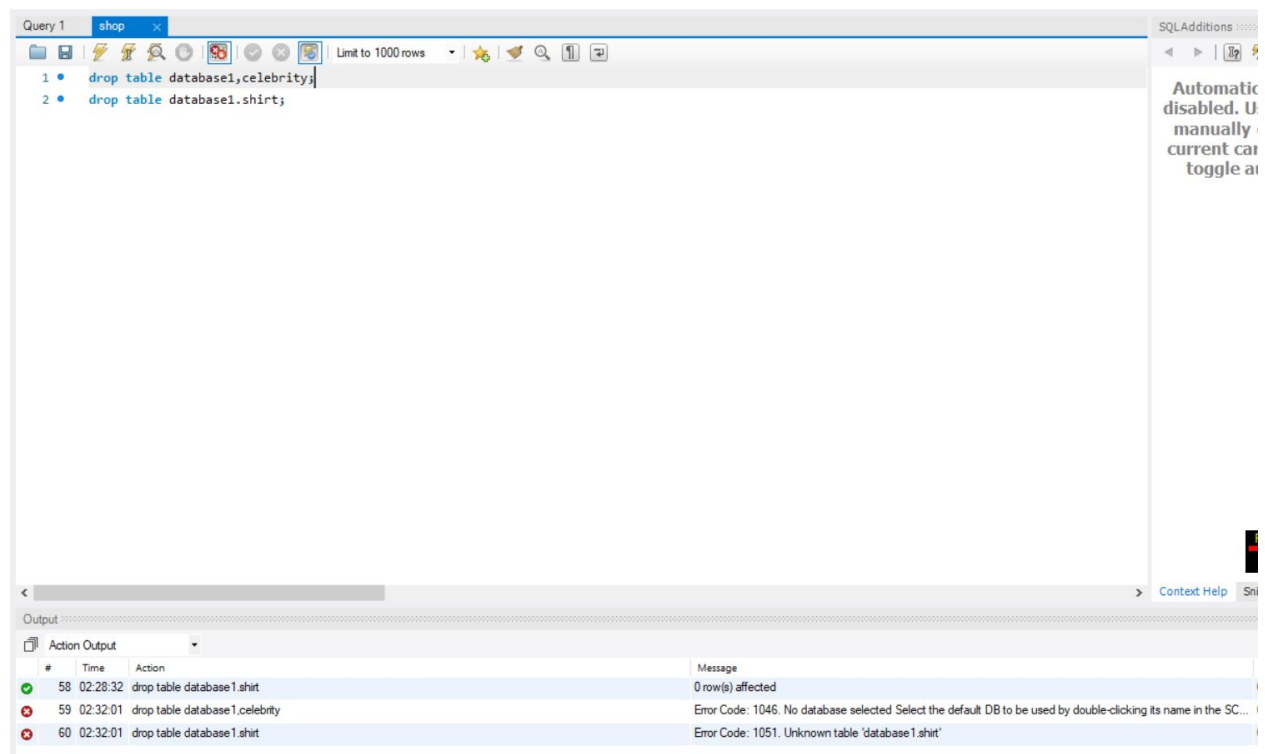 Query 1 shop
SQLAdditions
Limit to 1000 rows
1 drop table database1,celebrity;
2 drop table database1.shirt;
Automatic
disabled. U
manually
current car
toggle a
Context Help Sni
Output
Action Output
# Time Action Message
58 02:28:32 drop table database1.shirt 0 row(s) affected
59 02:32:01 drop table database1,celebrity Error Code: 1046. No database selected Select the default DB to be used by double-clicking its name in the SC...
60 02:32:01 drop table database1.shirt Error Code: 1051. Unknown table 'database1.shirt'